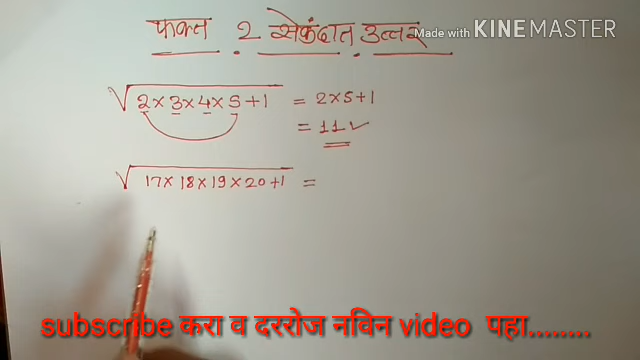 फक्त 2 सेकंदात उत्तर
Made with KINEMASTER
√2×3×4×5+1 = 2×5+1
= 11✓
√17×18×19×20+1 =
subscribe करा व दररोज नविन video पहा........